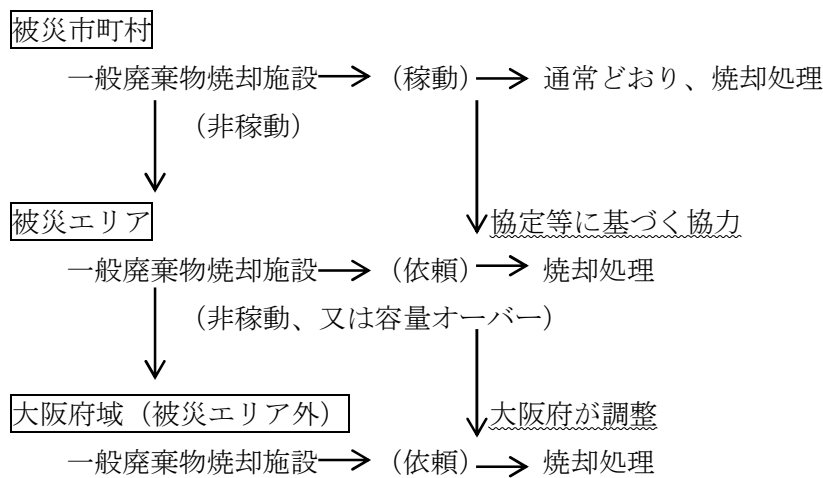 被災市町村
一般廃棄物焼却施設 （稼動） 通常どおり、焼却処理
（非稼動）
被災エリア 協定等に基づく協力
一般廃棄物焼却施設 （依頼） 焼却処理
（非稼動、又は容量オーバー）
大阪府域（被災エリア外） 大阪府が調整
一般廃棄物焼却施設 （依頼） 焼却処理